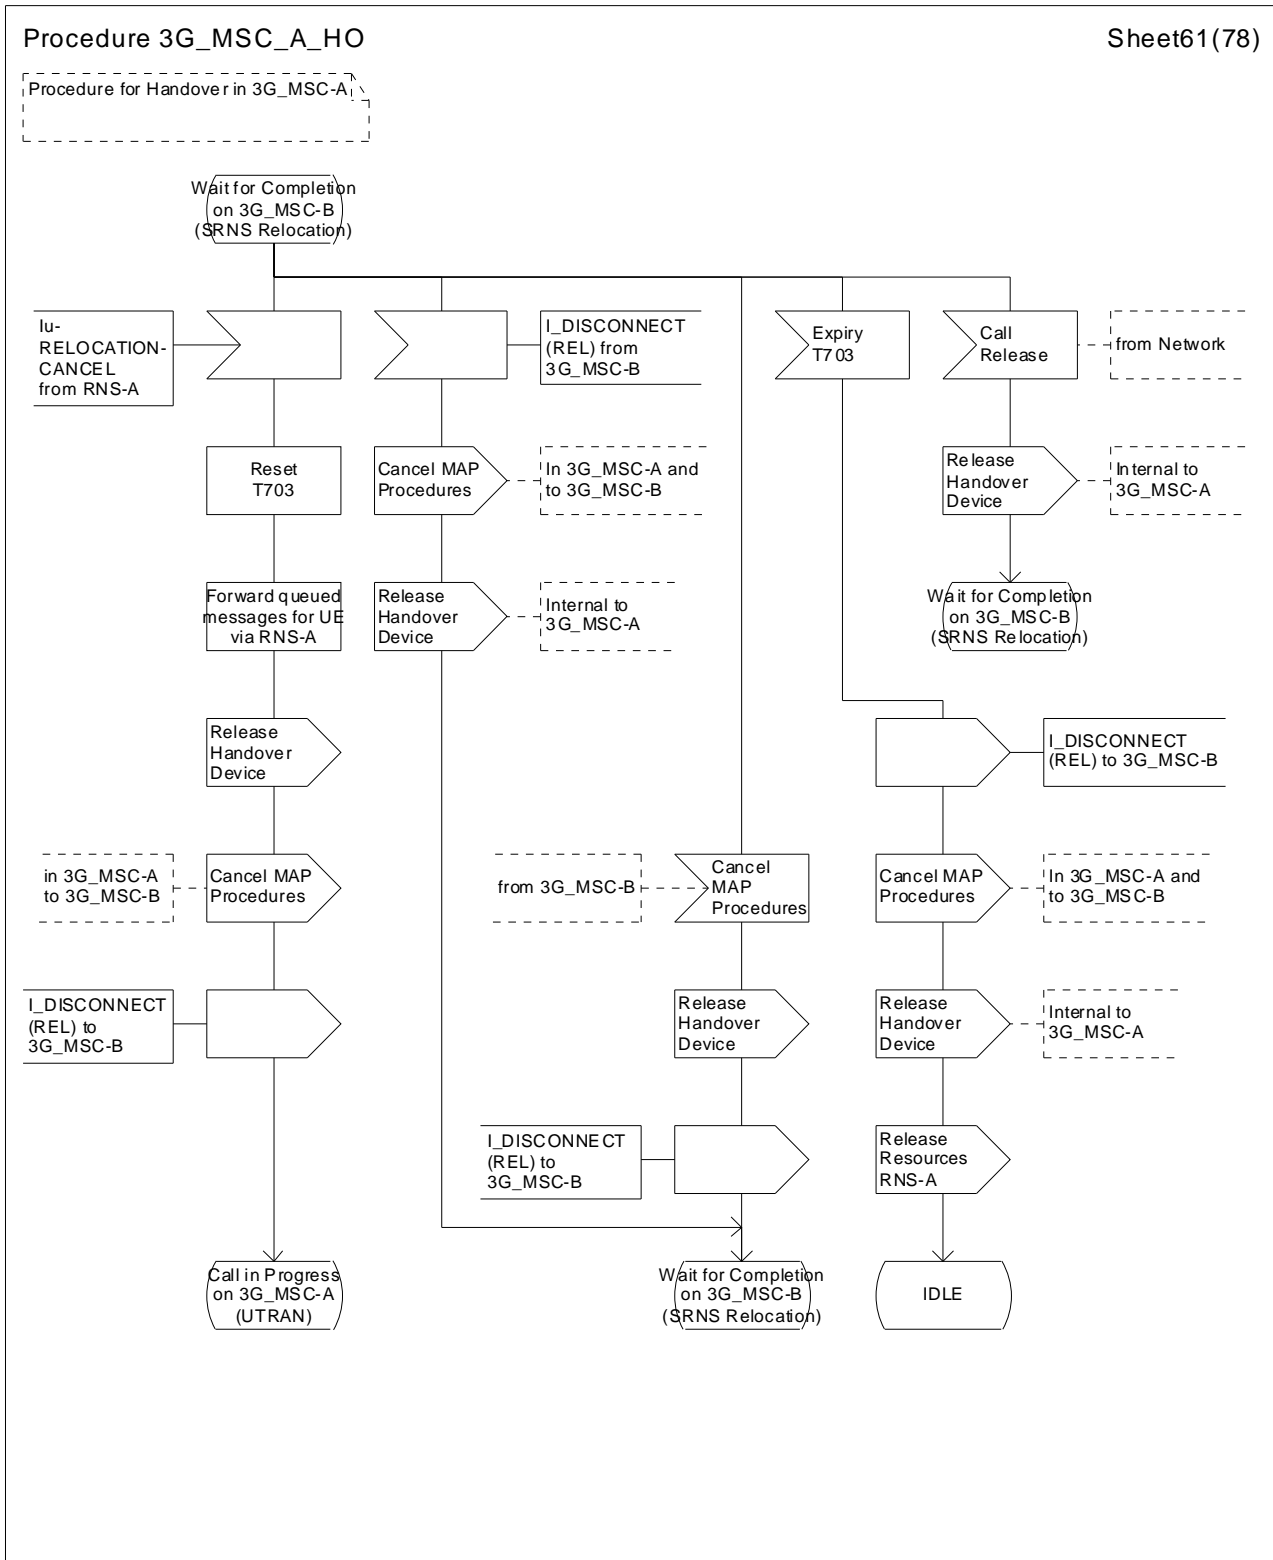 Procedure 3G_MSC_A_HO
Sheet61(78)
Procedure for Handover in 3G_MSC-A
Wait for Completion
on 3G_MSC-B
(SRNS Relocation)
Iu-
RELOCATION-
CANCEL
from RNS-A
I_DISCONNECT
(REL) from
3G_MSC-B
Expiry
T703
Call
Release
from Network
Reset
T703
Cancel MAP
Procedures
In 3G_MSC-A and
to 3G_MSC-B
Release
Handover
Device
Internal to
3G_MSC-A
Forward queued
messages for UE
via RNS-A
Release
Handover
Device
Internal to
3G_MSC-A
Wait for Completion
on 3G_MSC-B
(SRNS Relocation)
Release
Handover
Device
I_DISCONNECT
(REL) to 3G_MSC-B
in 3G_MSC-A
to 3G_MSC-B
Cancel MAP
Procedures
from 3G_MSC-B
Cancel
MAP
Procedures
Cancel MAP
Procedures
In 3G_MSC-A and
to 3G_MSC-B
I_DISCONNECT
(REL) to
3G_MSC-B
Release
Handover
Device
Release
Handover
Device
Internal to
3G_MSC-A
I_DISCONNECT
(REL) to
3G_MSC-B
Release
Resources
RNS-A
Call in Progress
on 3G_MSC-A
(UTRAN)
Wait for Completion
on 3G_MSC-B
(SRNS Relocation)
IDLE